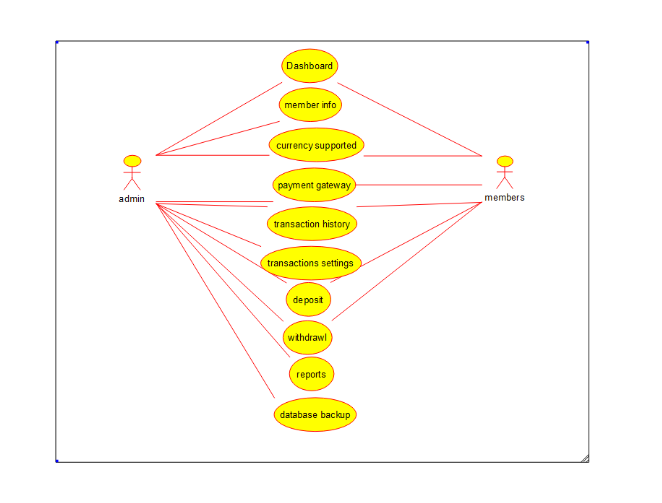 Dashboard
member info
currency supported
payment gateway
admin
members
transaction history
transactions settings
deposit
withdrawl
reports
database backup